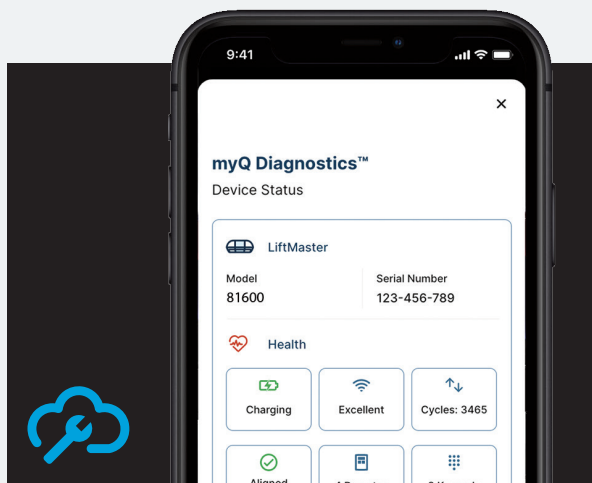 9:41
×
myQ Diagnostics™
Device Status
LiftMaster
Model
81600
Serial Number
123-456-789
Health
Charging
Excellent
Cycles: 3465
Aligned